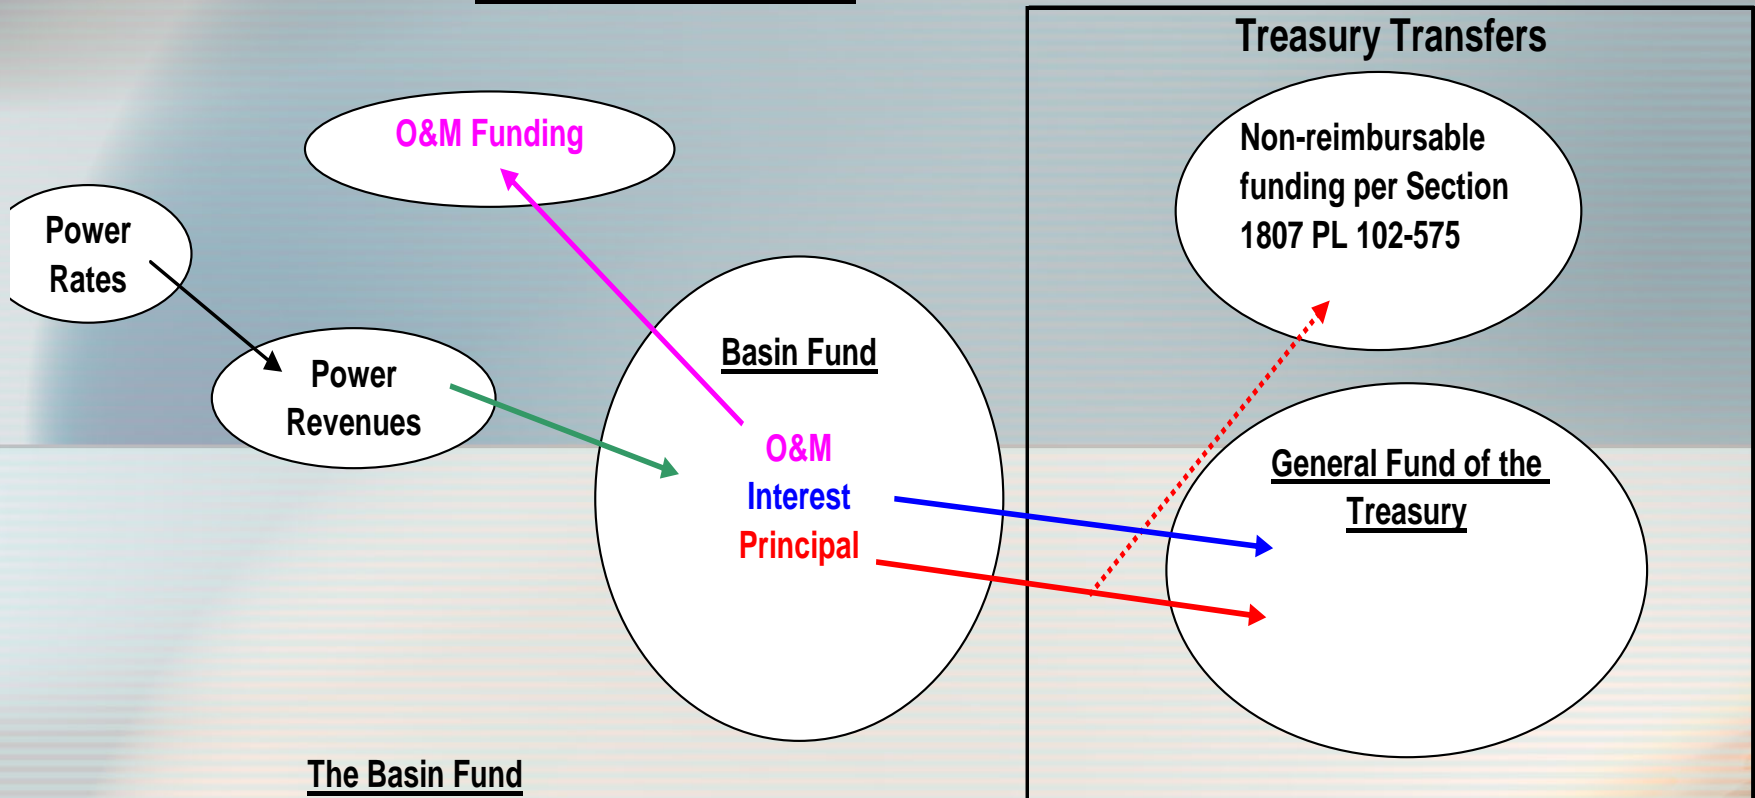 Treasury Transfers
O&M Funding
Non-reimbursable
funding per Section
1807 PL 102-575
Power
Rates
Basin Fund
Power
Revenues
O&M
Interest
Principal
General Fund of the
Treasury
The Basin Fund